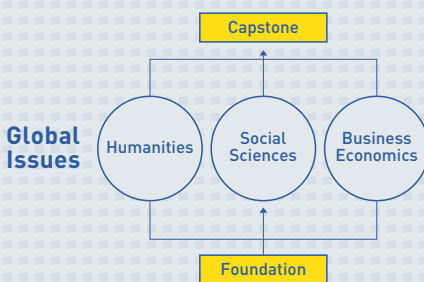 Capstone
Global
Issues
Humanities
Social
Sciences
Business
Economics
Foundation